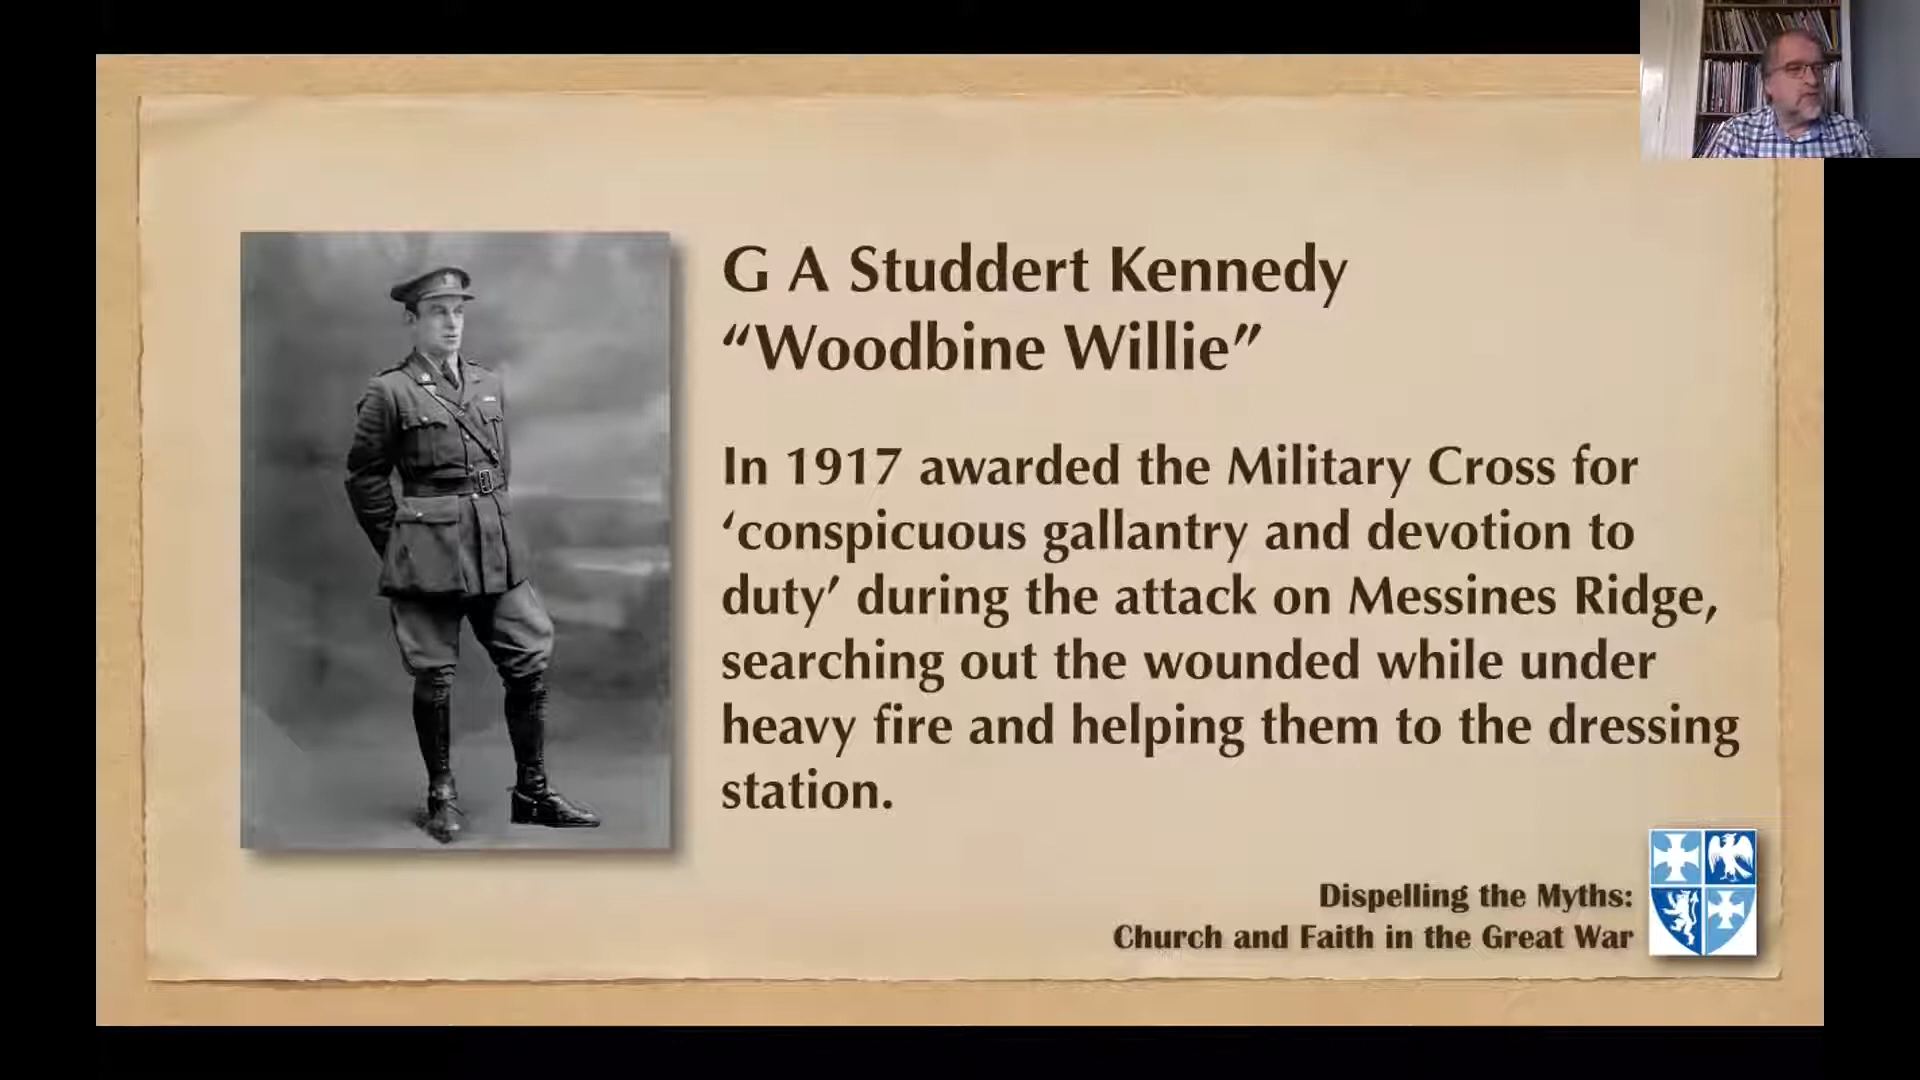 G A Studdert Kennedy
“Woodbine Willie”
In 1917 awarded the Military Cross for
‘conspicuous gallantry and devotion to
duty’ during the attack on Messines Ridge,
searching out the wounded while under
heavy fire and helping them to the dressing
station.
Dispelling the Myths:
Church and Faith in the Great War